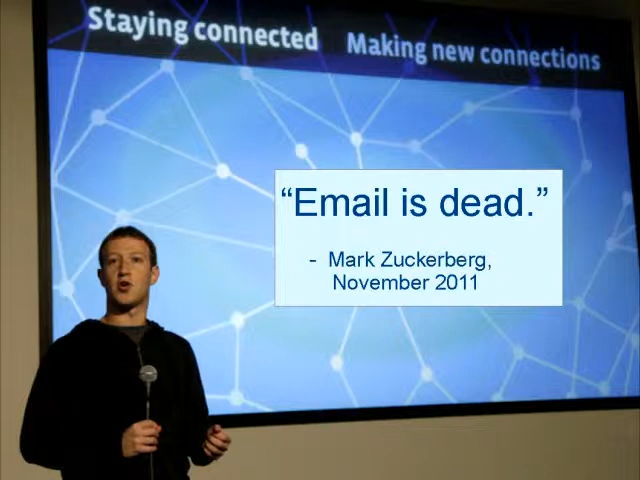 Staying connected Making new connections
“Email is dead.”
- Mark Zuckerberg,
November 2011